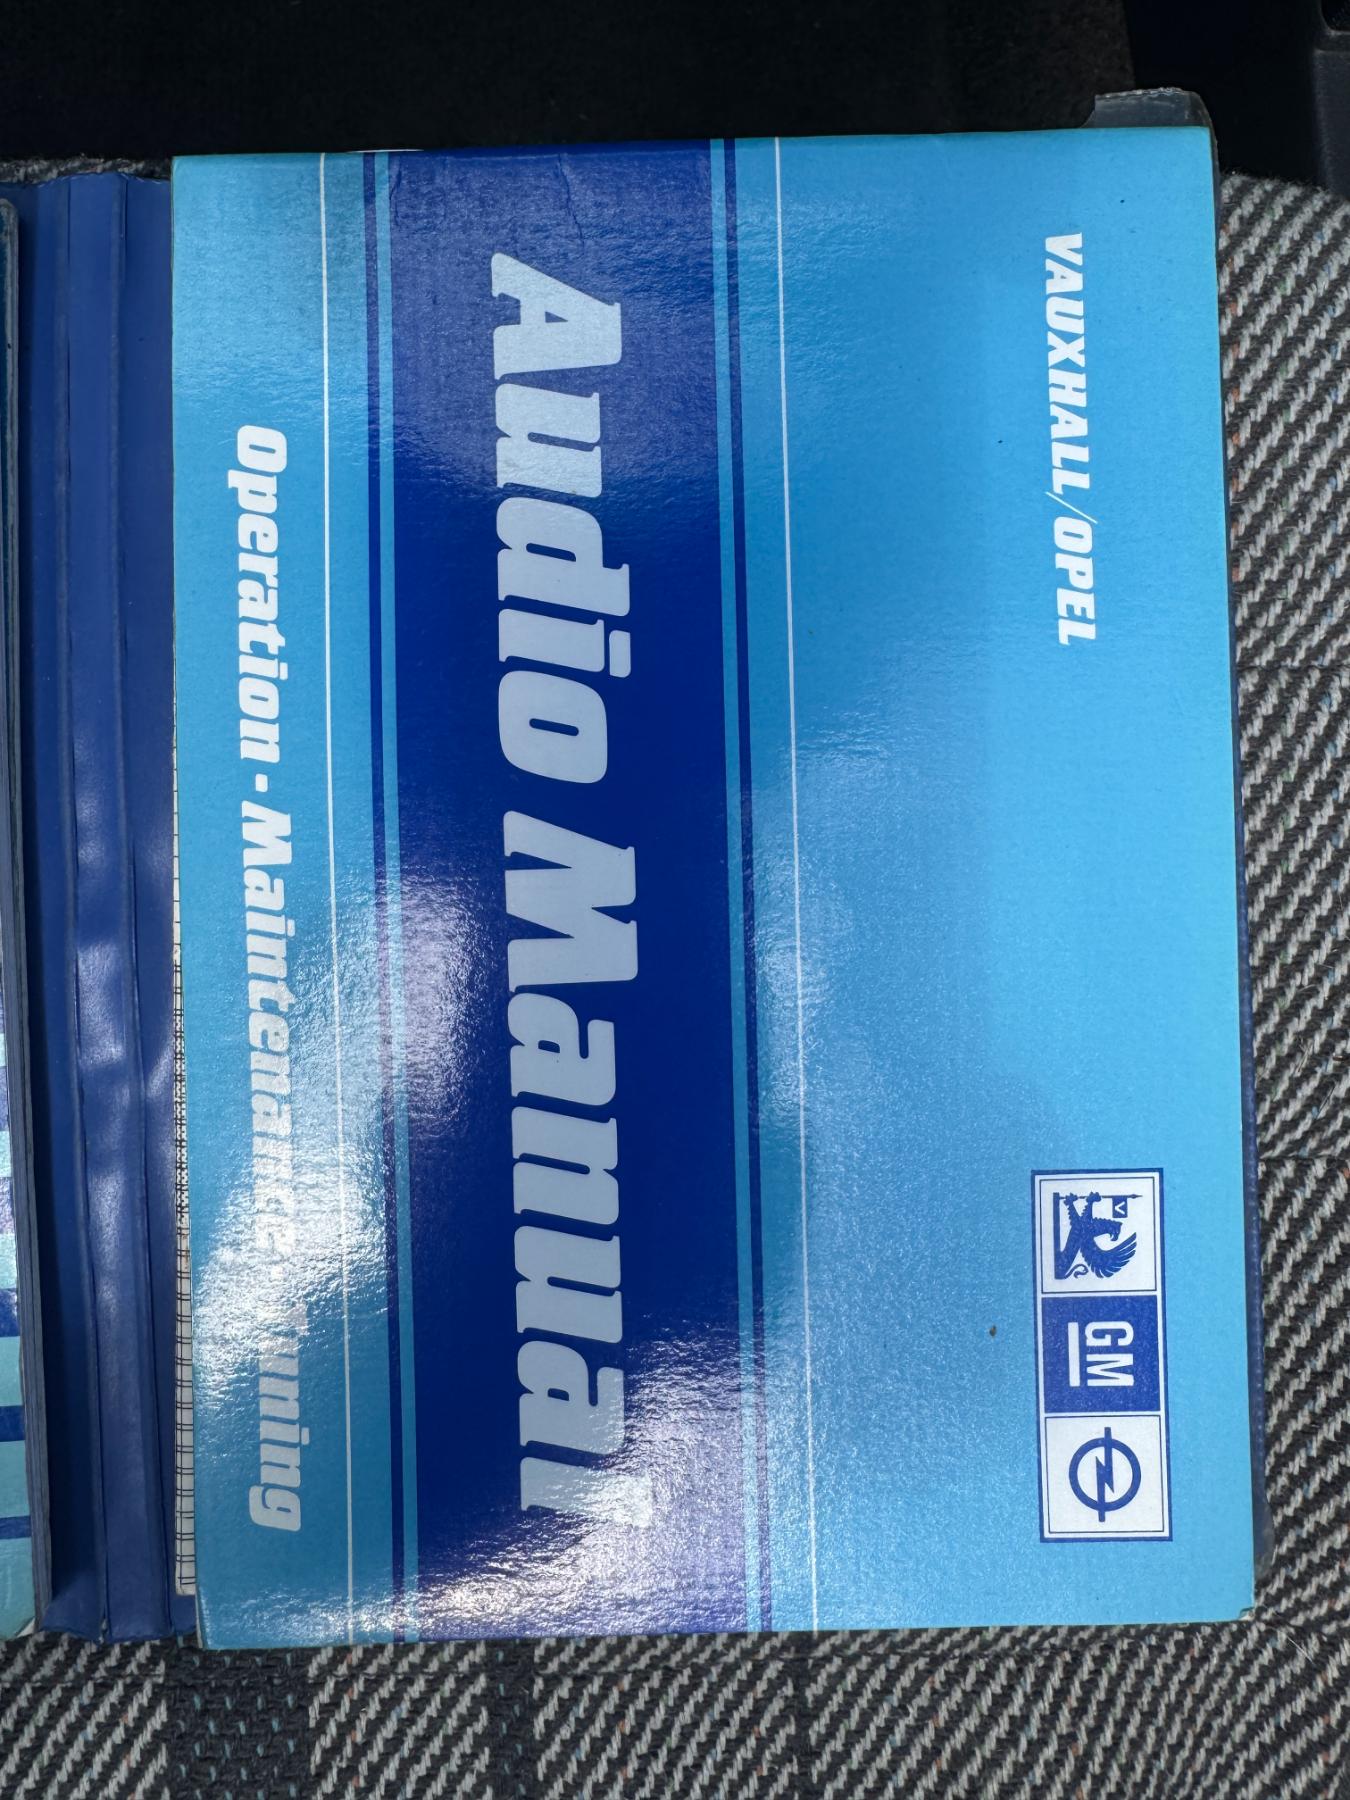 VAUXHALL/OPEL
V
GM
Audio Manual
Operation · Maintenance · Tuning